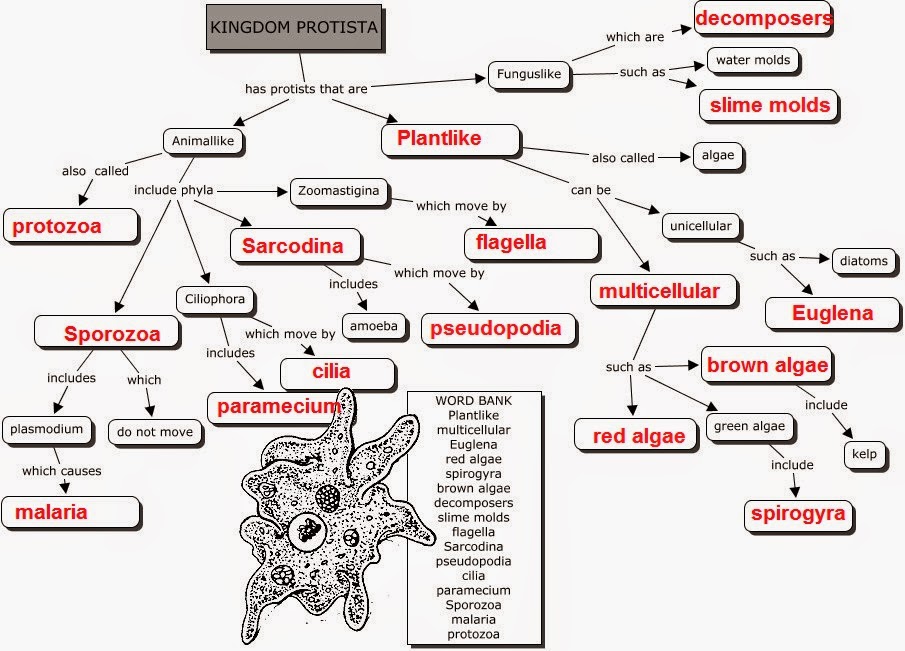 KINGDOM PROTISTA
has protists that are
Funguslike
which are
decomposers
such as
water molds
slime molds
Animallike
also called
protozoa
include phyla
Zoomastigina
which move by
flagella
Sarcodina
includes
amoeba
which move by
pseudopodia
Ciliophora
which move by
cilia
includes
paramecium
Sporozoa
includes
plasmodium
which causes
malaria
which
do not move
Plantlike
also called
algae
can be
unicellular
such as
diatoms
Euglena
multicellular
such as
brown algae
include
kelp
green algae
include
spirogyra
red algae
WORD BANK
Plantlike
multicellular
Euglena
red algae
spirogyra
brown algae
decomposers
slime molds
flagella
Sarcodina
pseudopodia
cilia
paramecium
Sporozoa
malaria
protozoa